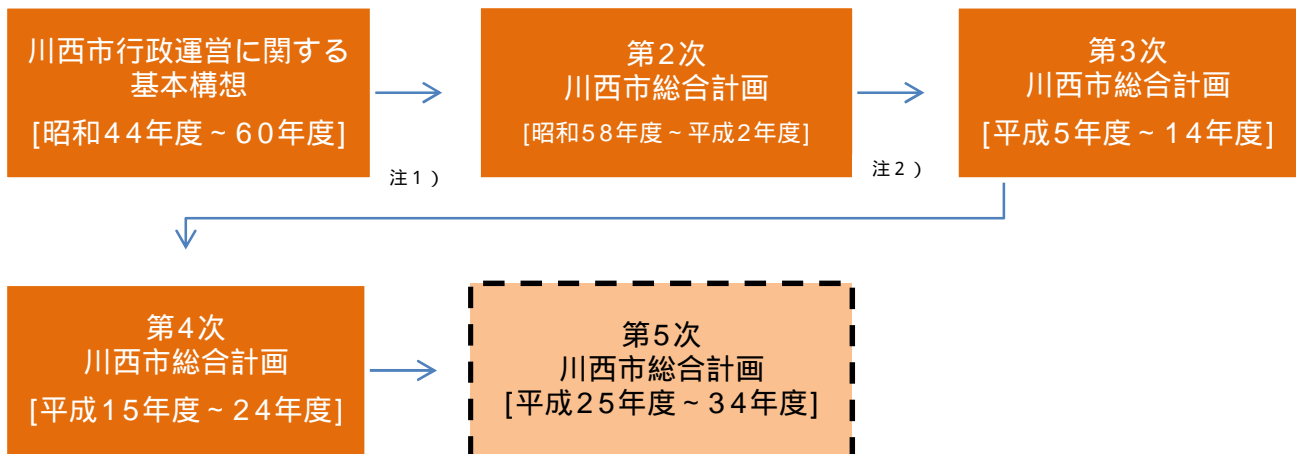 川西市行政運営に関する
基本構想
[昭和44年度~60年度]
注1)
第2次
川西市総合計画
[昭和58年度~平成2年度]
注2)
第3次
川西市総合計画
[平成5年度~14年度]
第4次
川西市総合計画
[平成15年度~24年度]
第5次
川西市総合計画
[平成25年度~34年度]